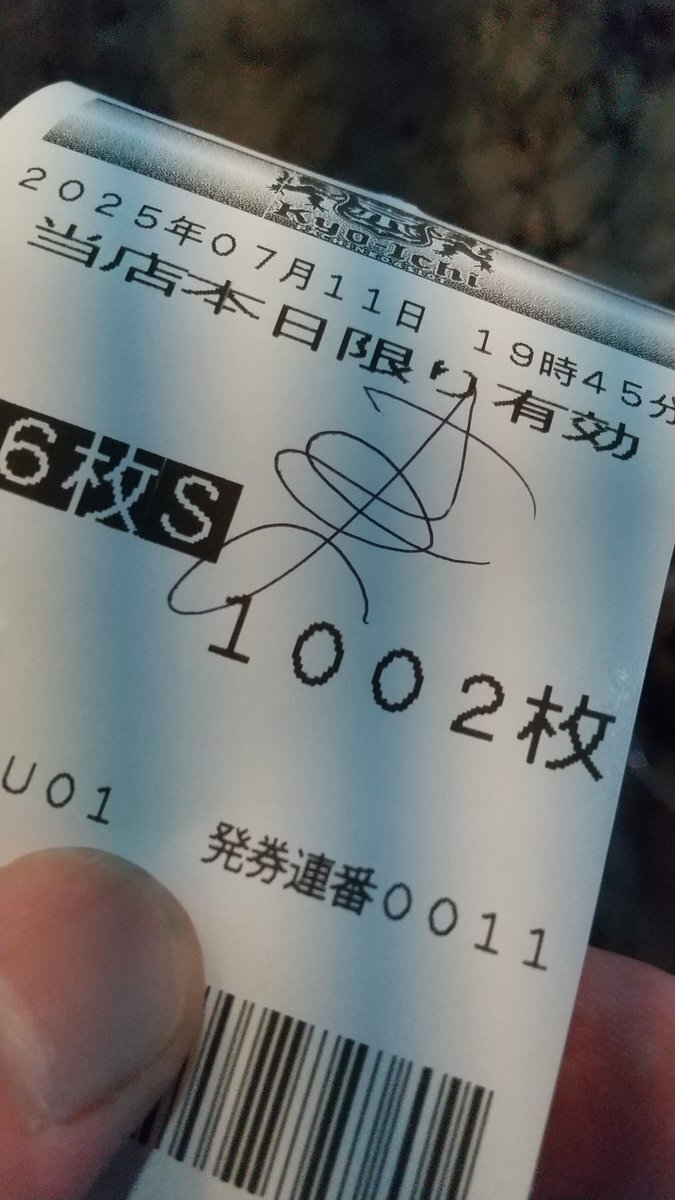 Kyo-Ichi
2025年07月11日 19時45分
当店本日限り有効
6枚S
1002枚
U01
発券連番0011